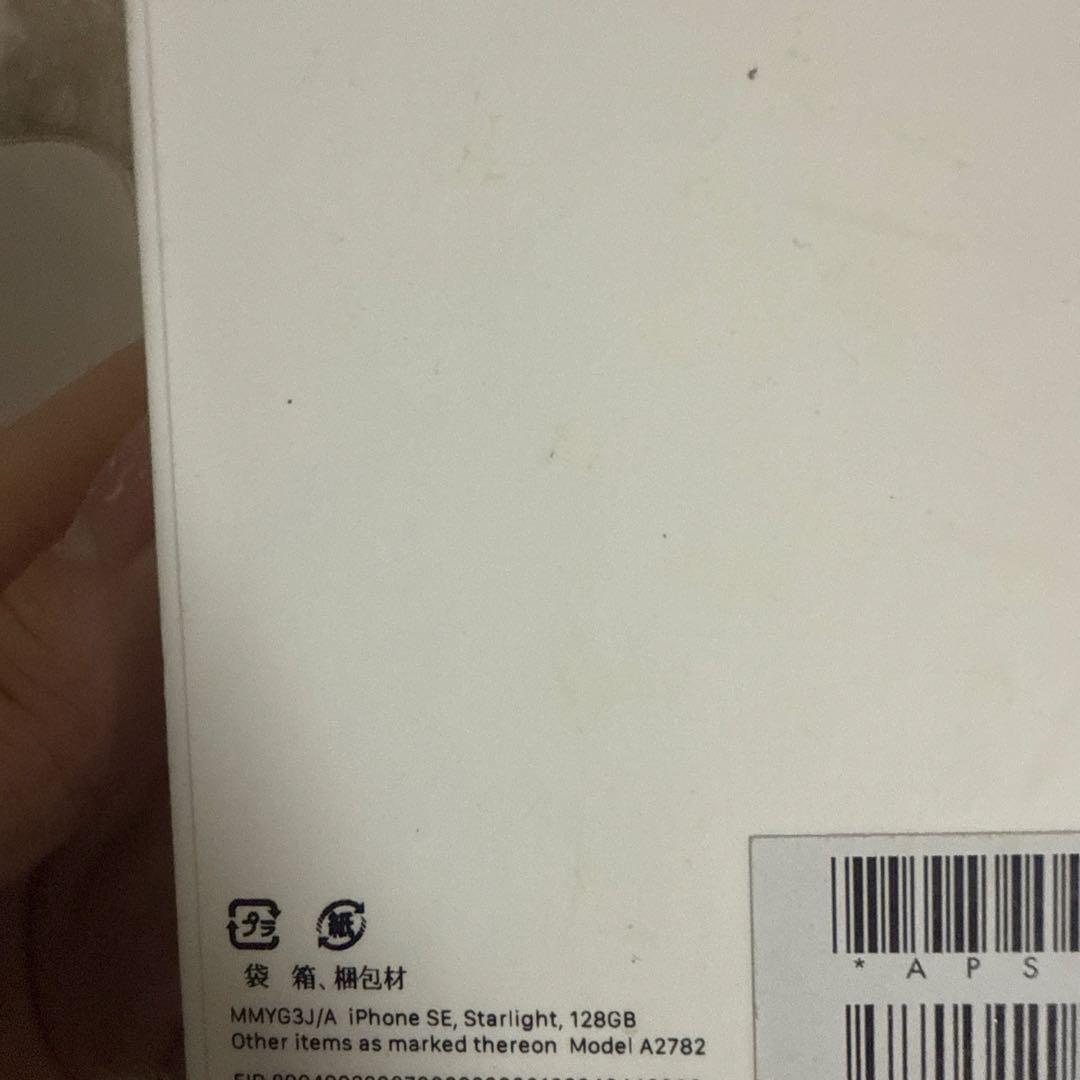 プラ 紙
袋 箱、梱包材
MMYG3J/A iPhone SE, Starlight, 128GB
Other items as marked thereon Model A2782
EID
* A P S